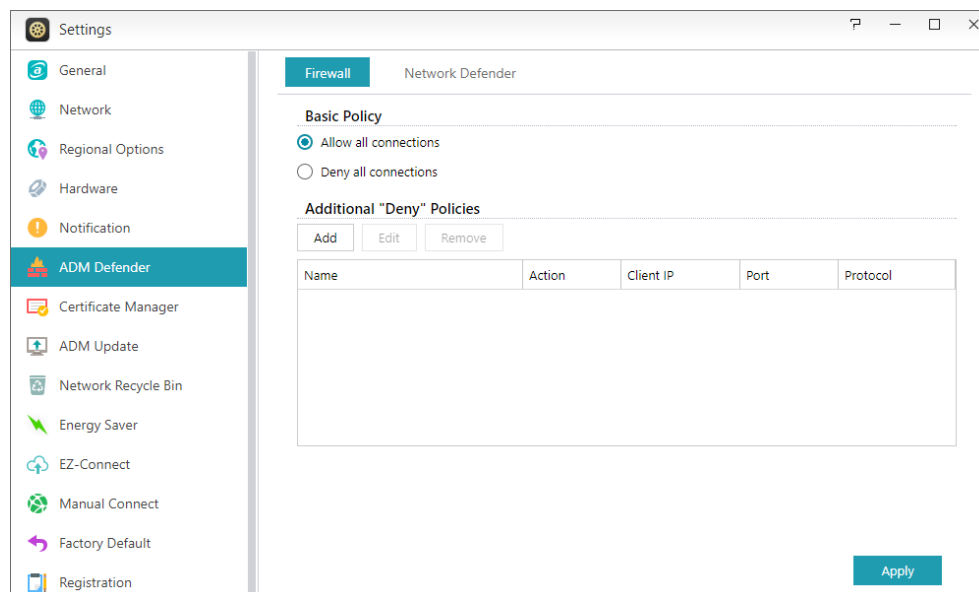 Settings
General
Network
Regional Options
Hardware
Notification
ADM Defender
Certificate Manager
ADM Update
Network Recycle Bin
Energy Saver
EZ-Connect
Manual Connect
Factory Default
Registration
Firewall Network Defender
Basic Policy
Allow all connections
Deny all connections
Additional "Deny" Policies
Add Edit Remove
Name Action Client IP Port Protocol
Apply